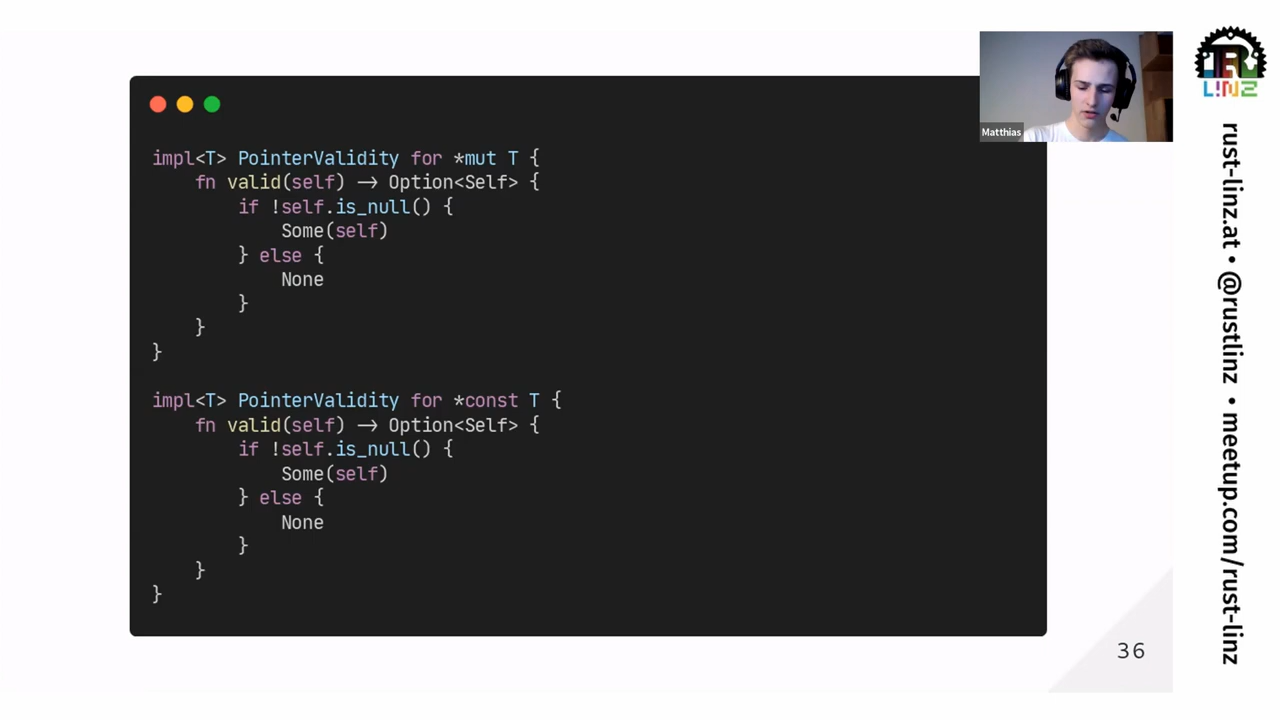 impl<T> PointerValidity for *mut T {
    fn valid(self) -> Option<Self> {
        if !self.is_null() {
            Some(self)
        } else {
            None
        }
    }
}

impl<T> PointerValidity for *const T {
    fn valid(self) -> Option<Self> {
        if !self.is_null() {
            Some(self)
        } else {
            None
        }
    }
}
36
Matthias
R
L!NZ
rust-linz.at • @rustlinz • meetup.com/rust-linz